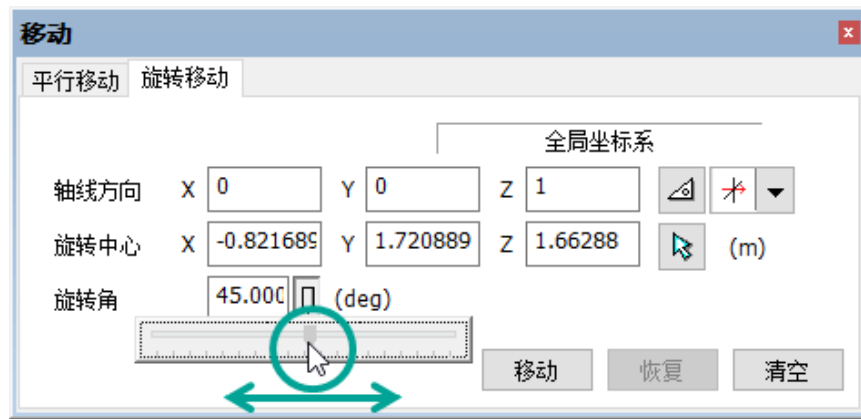 移动
平行移动 旋转移动
全局坐标系
轴线方向 X 0 Y 0 Z 1
旋转中心 X -0.821689 Y 1.720889 Z 1.66288 (m)
旋转角 45.000 (deg)
移动 恢复 清空